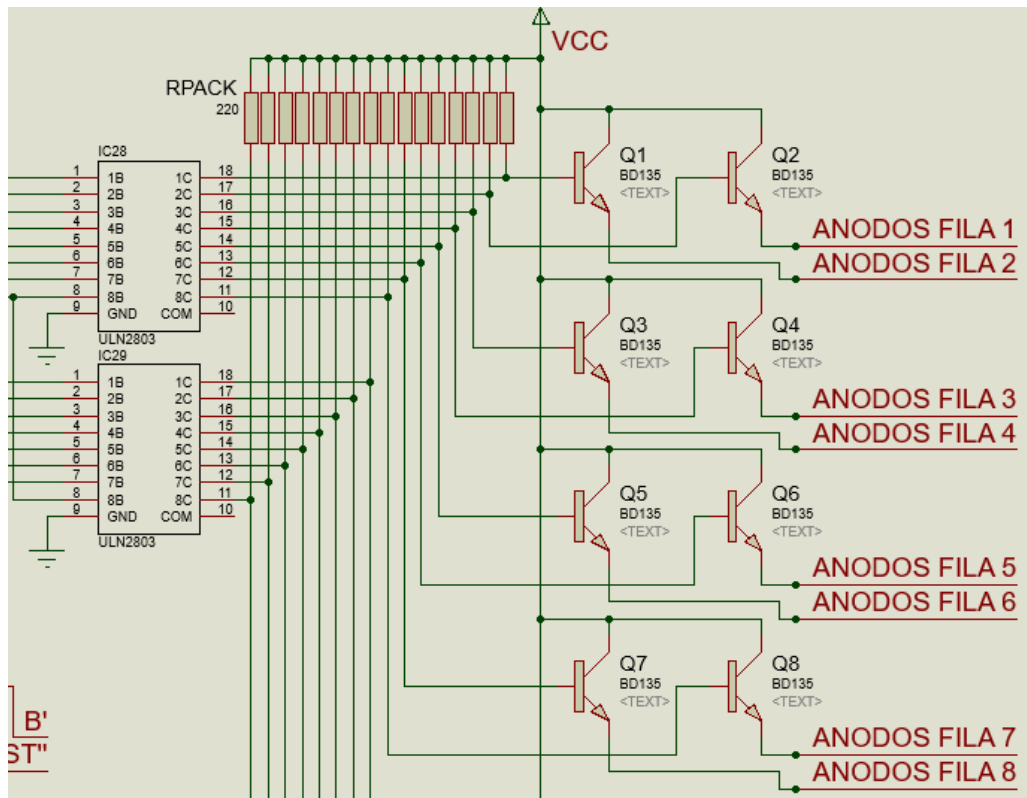 VCC
RPACK
220
IC28
1 1B 1C 18
2 2B 2C 17
3 3B 3C 16
4 4B 4C 15
5 5B 5C 14
6 6B 6C 13
7 7B 7C 12
8 8B 8C 11
9 GND COM 10
ULN2803
IC29
1 1B 1C 18
2 2B 2C 17
3 3B 3C 16
4 4B 4C 15
5 5B 5C 14
6 6B 6C 13
7 7B 7C 12
8 8B 8C 11
9 GND COM 10
ULN2803
Q1
BD135
<TEXT>
Q2
BD135
<TEXT>
ANODOS FILA 1
ANODOS FILA 2
Q3
BD135
<TEXT>
Q4
BD135
<TEXT>
ANODOS FILA 3
ANODOS FILA 4
Q5
BD135
<TEXT>
Q6
BD135
<TEXT>
ANODOS FILA 5
ANODOS FILA 6
Q7
BD135
<TEXT>
Q8
BD135
<TEXT>
ANODOS FILA 7
ANODOS FILA 8
B'
ST"